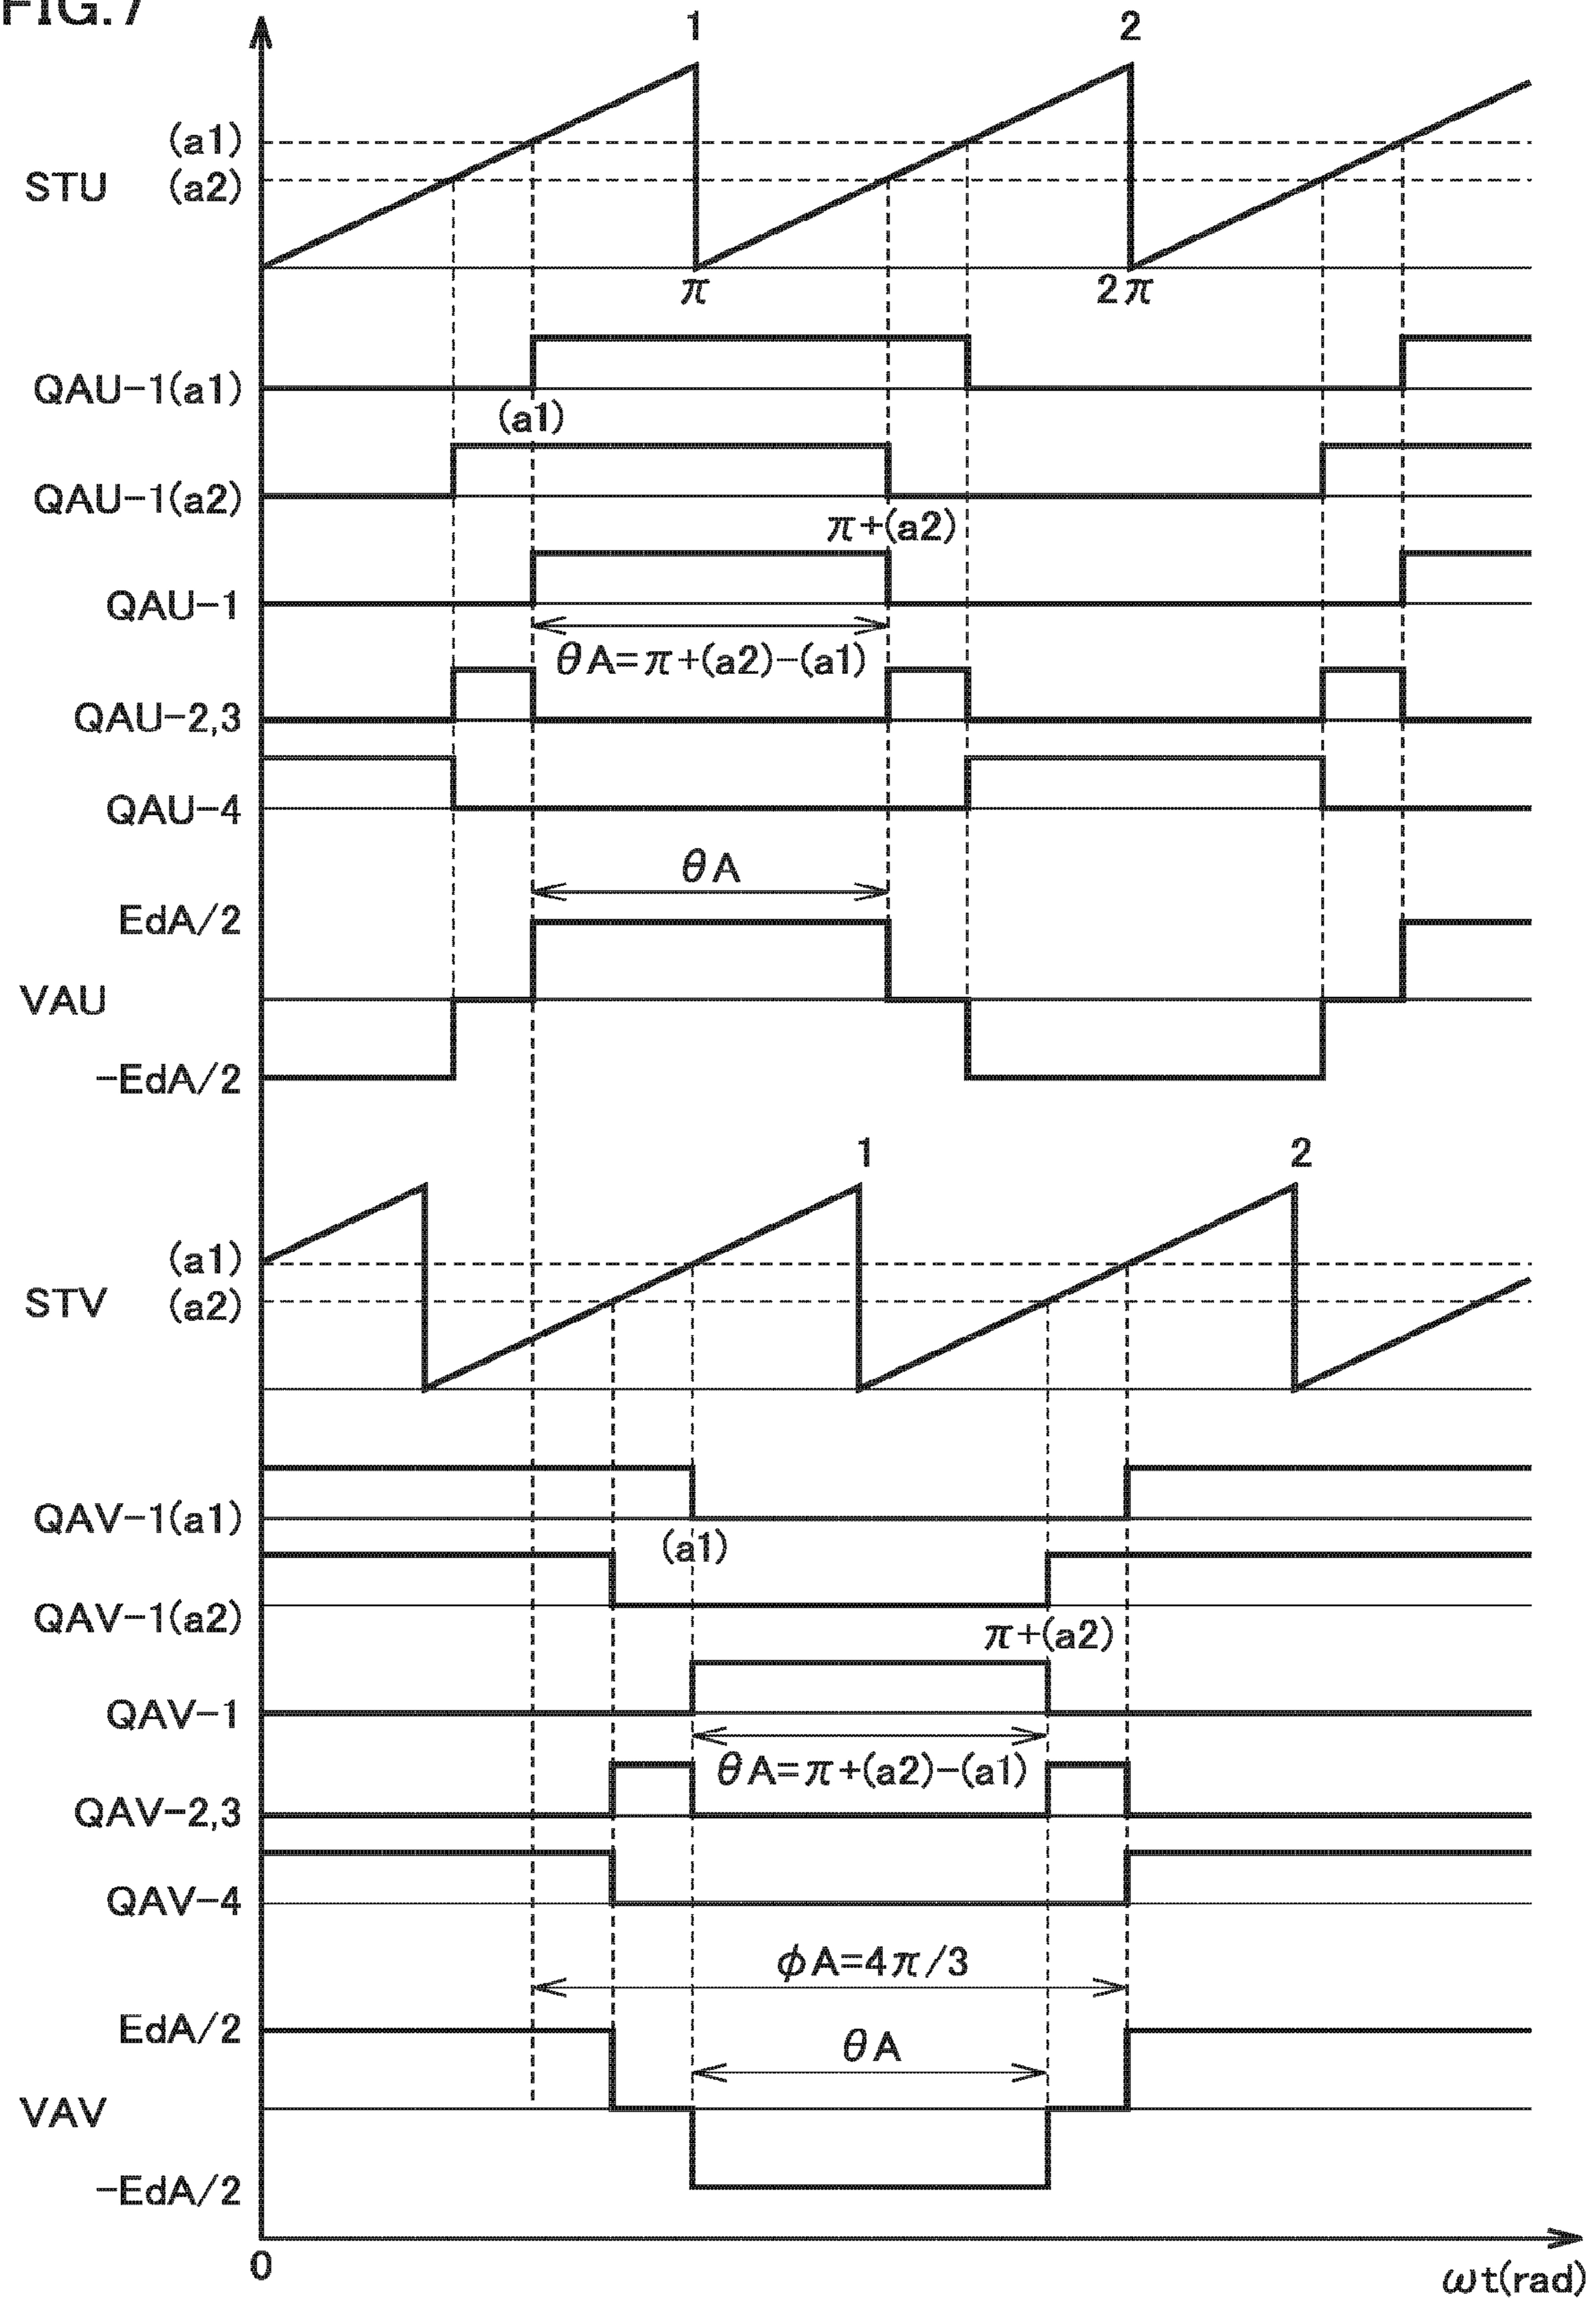 FIG.7
1
2
(a1)
STU
(a2)
π
2π
QAU-1(a1)
(a1)
QAU-1(a2)
π+(a2)
QAU-1
θA=π+(a2)-(a1)
QAU-2,3
QAU-4
θA
EdA/2
VAU
-EdA/2
1
2
(a1)
STV
(a2)
QAV-1(a1)
(a1)
QAV-1(a2)
π+(a2)
QAV-1
θA=π+(a2)-(a1)
QAV-2,3
QAV-4
φA=4π/3
EdA/2
θA
VAV
-EdA/2
0
ωt(rad)